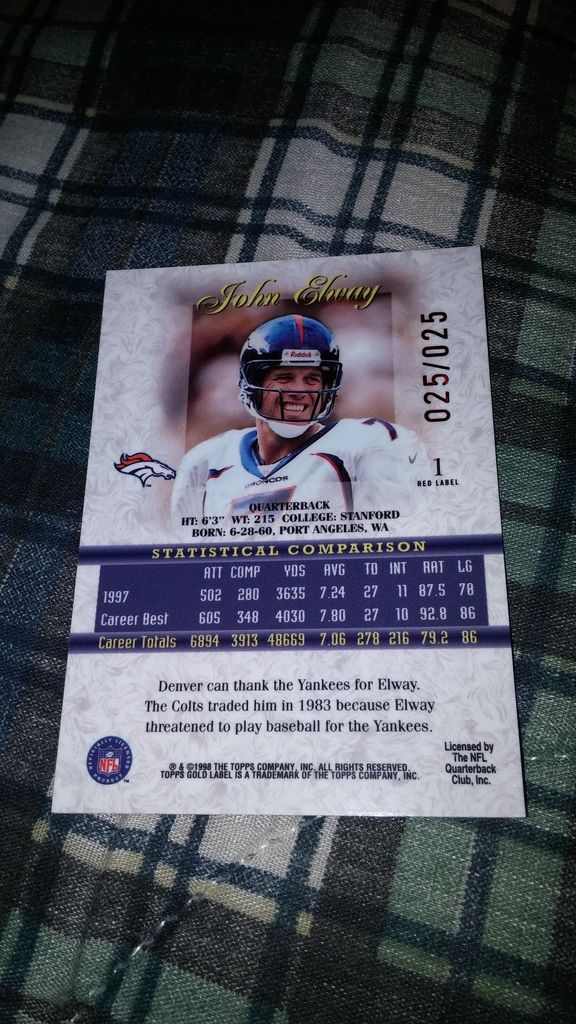 John Elway
025/025
Riddell
1
RED LABEL
BRONCOS
7
QUARTERBACK
HT: 6'3" WT: 215 COLLEGE: STANFORD
BORN: 6-28-60, PORT ANGELES, WA
STATISTICAL COMPARISON
ATT COMP YDS AVG TD INT RAT LG
1997 502 280 3635 7.24 27 11 87.5 78
Career Best 605 348 4030 7.80 27 10 92.8 86
Career Totals 6894 3913 48669 7.06 278 216 79.2 86
Denver can thank the Yankees for Elway.
The Colts traded him in 1983 because Elway
threatened to play baseball for the Yankees.
OFFICIALLY LICENSED
NFL
PRODUCT
TM
® & ©1998 THE TOPPS COMPANY, INC. ALL RIGHTS RESERVED.
TOPPS GOLD LABEL IS A TRADEMARK OF THE TOPPS COMPANY, INC.
Licensed by
The NFL
Quarterback
Club, Inc.